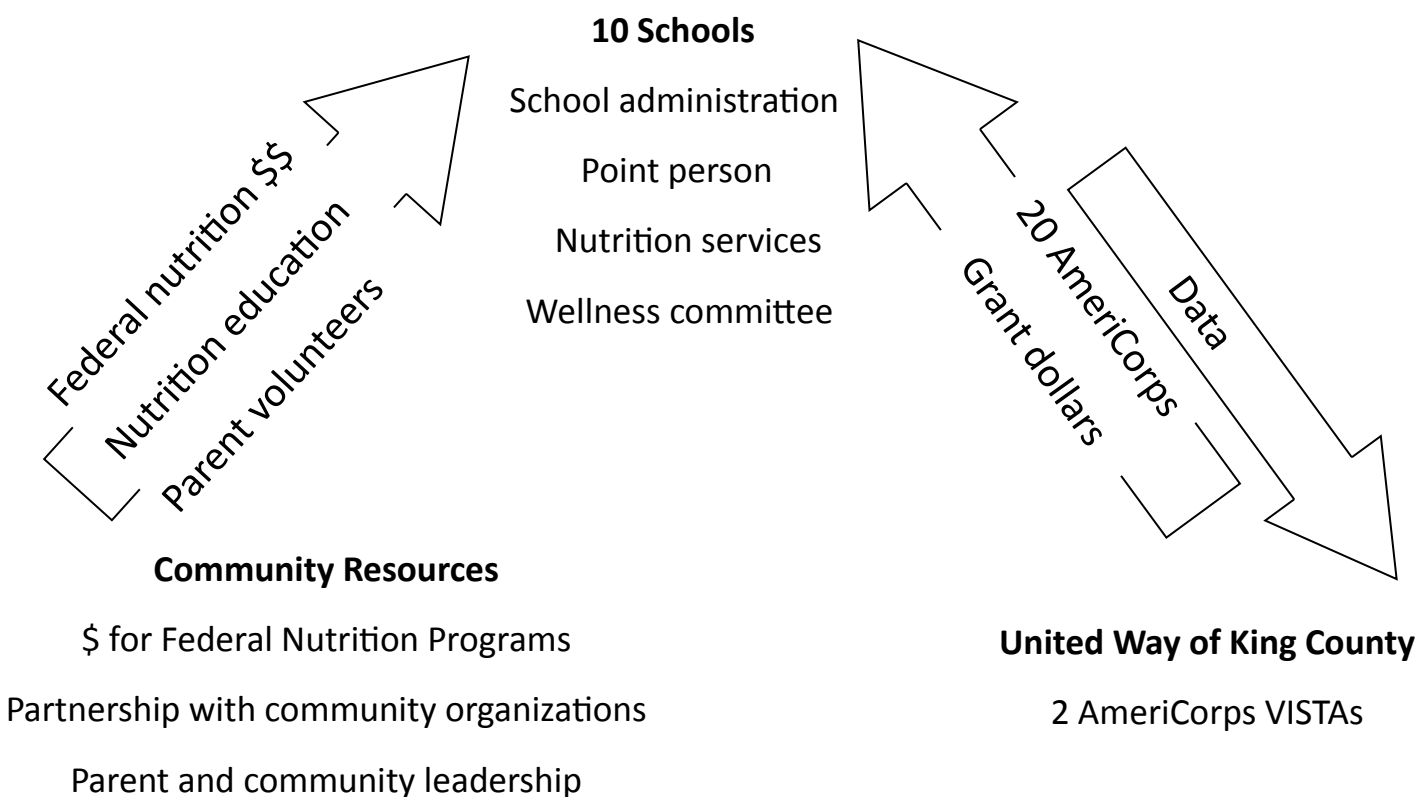 10 Schools
School administration
Point person
Nutrition services
Wellness committee
Federal nutrition $$
Nutrition education
Parent volunteers
Grant dollars
20 AmeriCorps
Data
Community Resources
$ for Federal Nutrition Programs
Partnership with community organizations
Parent and community leadership
United Way of King County
2 AmeriCorps VISTAs